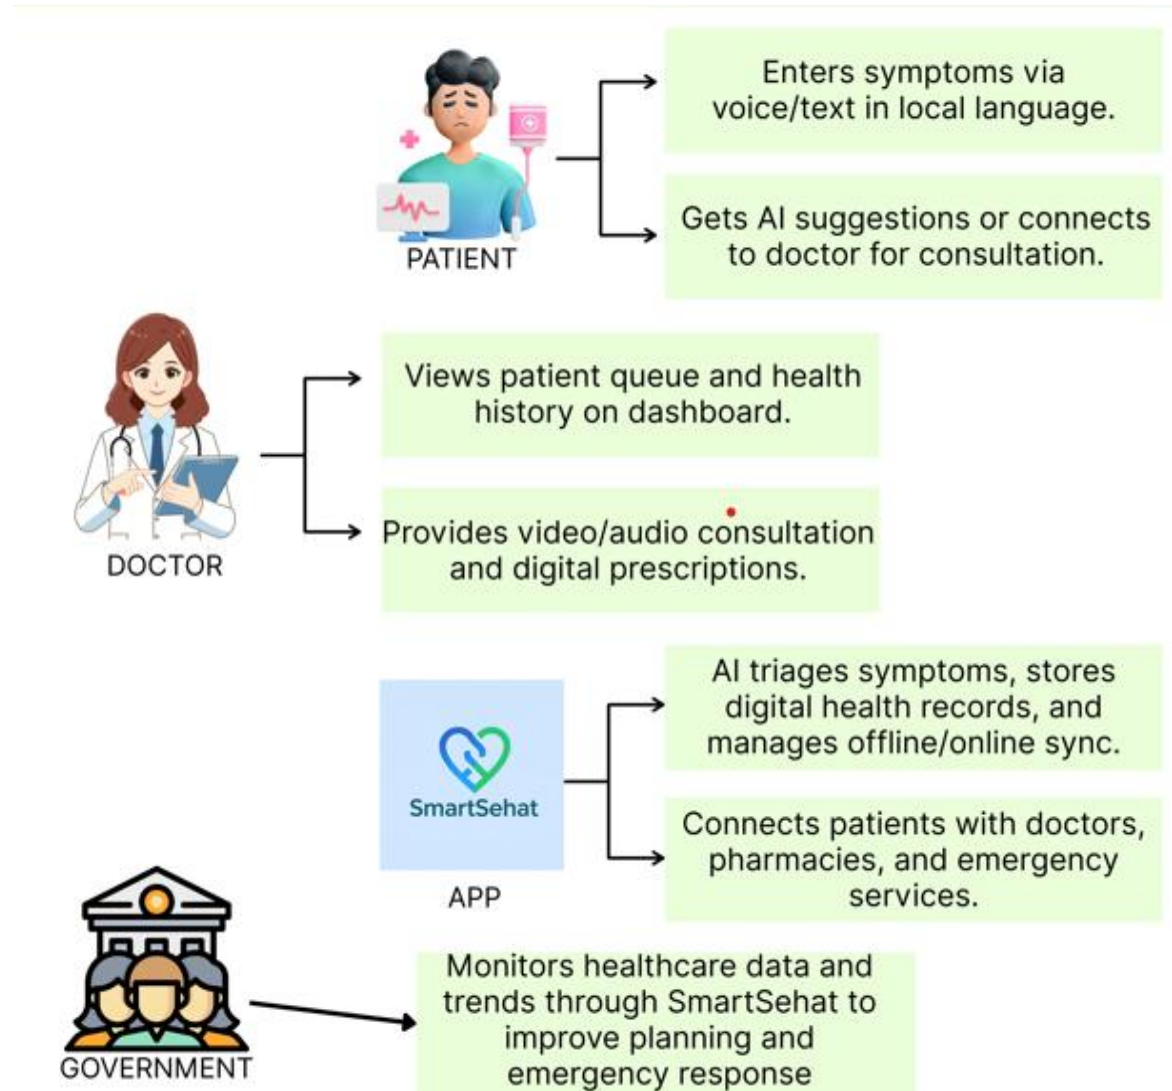 Enters symptoms via
voice/text in local language.
Gets AI suggestions or connects
to doctor for consultation.
PATIENT
Views patient queue and health
history on dashboard.
Provides video/audio consultation
and digital prescriptions.
DOCTOR
AI triages symptoms, stores
digital health records, and
manages offline/online sync.
SmartSehat
Connects patients with doctors,
pharmacies, and emergency
services.
APP
Monitors healthcare data and
trends through SmartSehat to
improve planning and
emergency response
GOVERNMENT